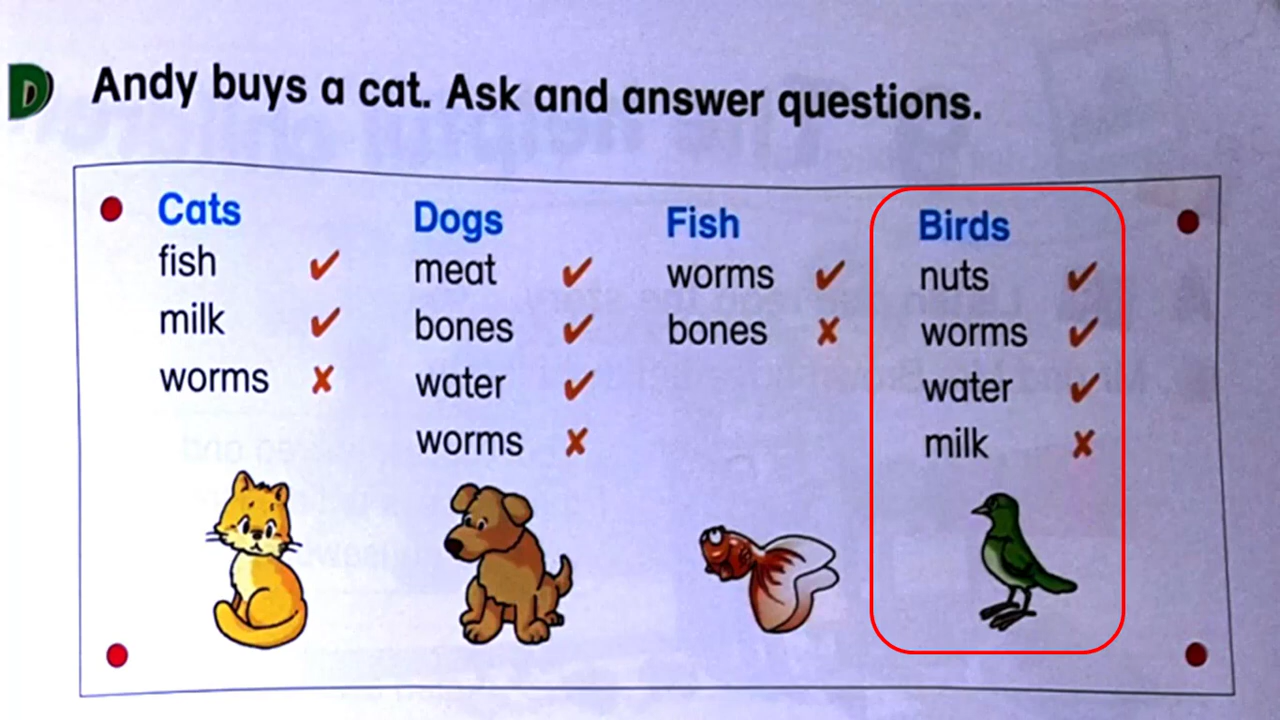 D Andy buys a cat. Ask and answer questions.
Cats
fish ✔
milk ✔
worms ✘
Dogs
meat ✔
bones ✔
water ✔
worms ✘
Fish
worms ✔
bones ✘
Birds
nuts ✔
worms ✔
water ✔
milk ✘